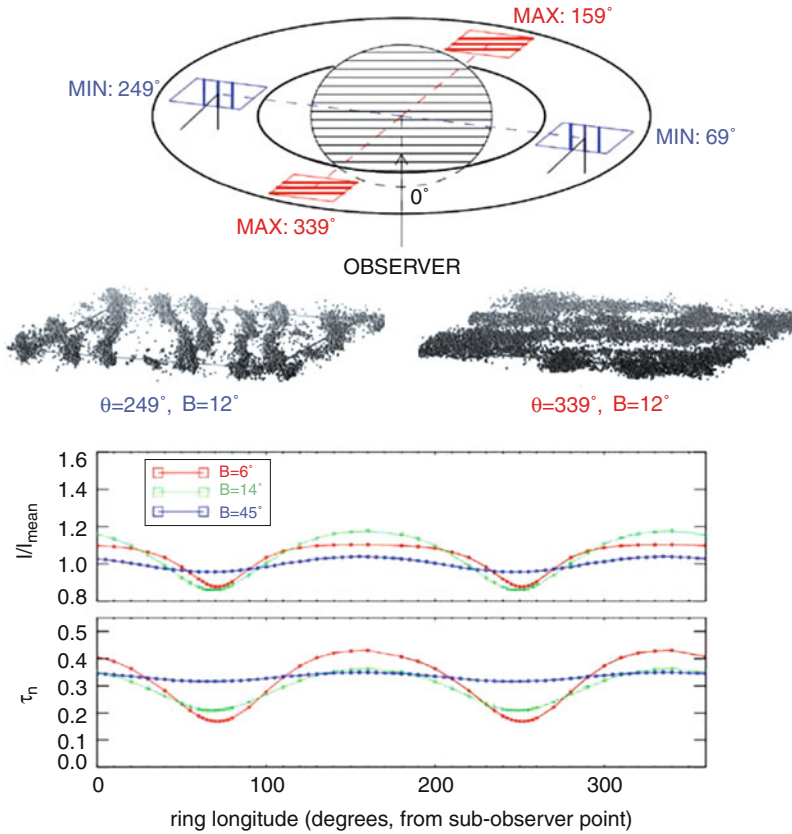 MAX: 159°
MIN: 249°
MIN: 69°
0°
MAX: 339°
OBSERVER
θ=249°, B=12°
θ=339°, B=12°
1.6
1.4
1.2
1.0
0.8
I/Imean
B=6°
B=14°
B=45°
0.5
0.4
0.3
0.2
0.1
0.0
τn
0
100
200
300
ring longitude (degrees, from sub-observer point)